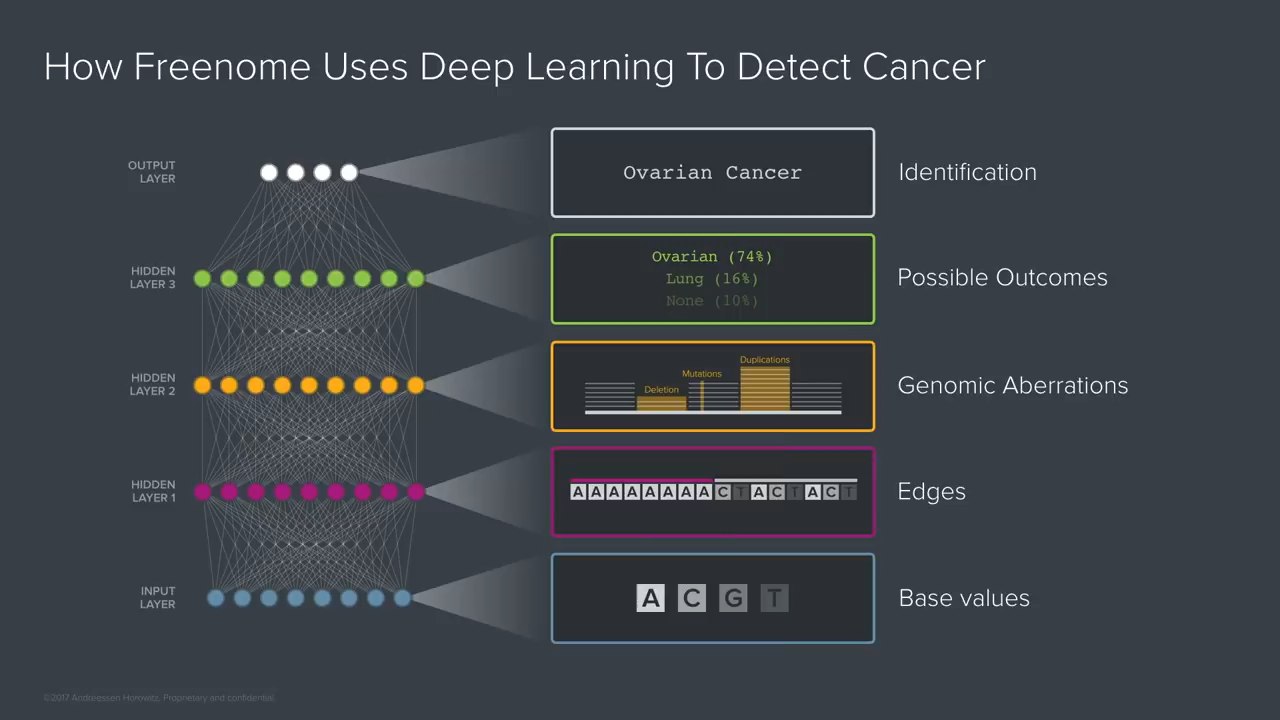 How Freenome Uses Deep Learning To Detect Cancer
OUTPUT
LAYER
Ovarian Cancer
Identification
HIDDEN
LAYER 3
Ovarian (74%)
Lung (16%)
None (10%)
Possible Outcomes
HIDDEN
LAYER 2
Duplications
Mutations
Deletion
Genomic Aberrations
HIDDEN
LAYER 1
AAAAAAAACTACTACT
Edges
INPUT
LAYER
A C G T
Base values
©2017 Andreessen Horowitz. Proprietary and confidential.